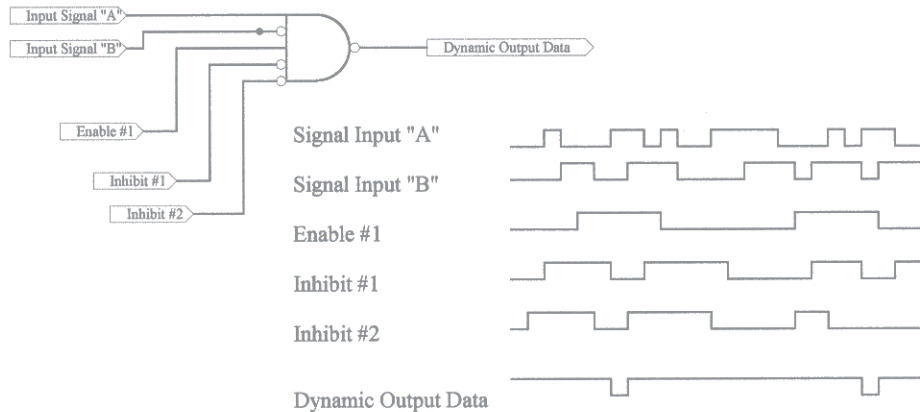 Input Signal "A"
Input Signal "B"
Dynamic Output Data
Enable #1
Inhibit #1
Inhibit #2
Signal Input "A"
Signal Input "B"
Enable #1
Inhibit #1
Inhibit #2
Dynamic Output Data